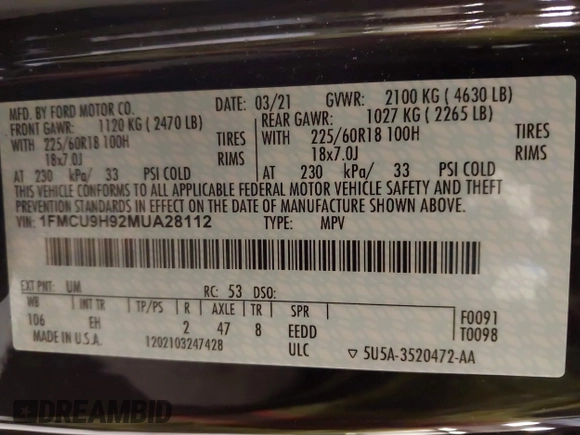 MFD. BY FORD MOTOR CO.
DATE: 03/21 GVWR: 2100 KG ( 4630 LB)
FRONT GAWR: 1120 KG ( 2470 LB) REAR GAWR: 1027 KG ( 2265 LB)
WITH 225/60R18 100H TIRES WITH 225/60R18 100H TIRES
18x7.0J RIMS 18x7.0J RIMS
AT 230 kPa/ 33 PSI COLD AT 230 kPa/ 33 PSI COLD
THIS VEHICLE CONFORMS TO ALL APPLICABLE FEDERAL MOTOR VEHICLE SAFETY AND THEFT
PREVENTION STANDARDS IN EFFECT ON THE DATE OF MANUFACTURE SHOWN ABOVE.
VIN: 1FMCU9H92MUA28112 TYPE: MPV
EXT PNT: UM RC: 53 DSO:
WB INT TR TP/PS R AXLE TR SPR
106 EH 2 47 8 EEDD
F0091
T0098
MADE IN U.S.A. 1202103247428 ULC ▽ 5U5A-3520472-AA
DREAMBID